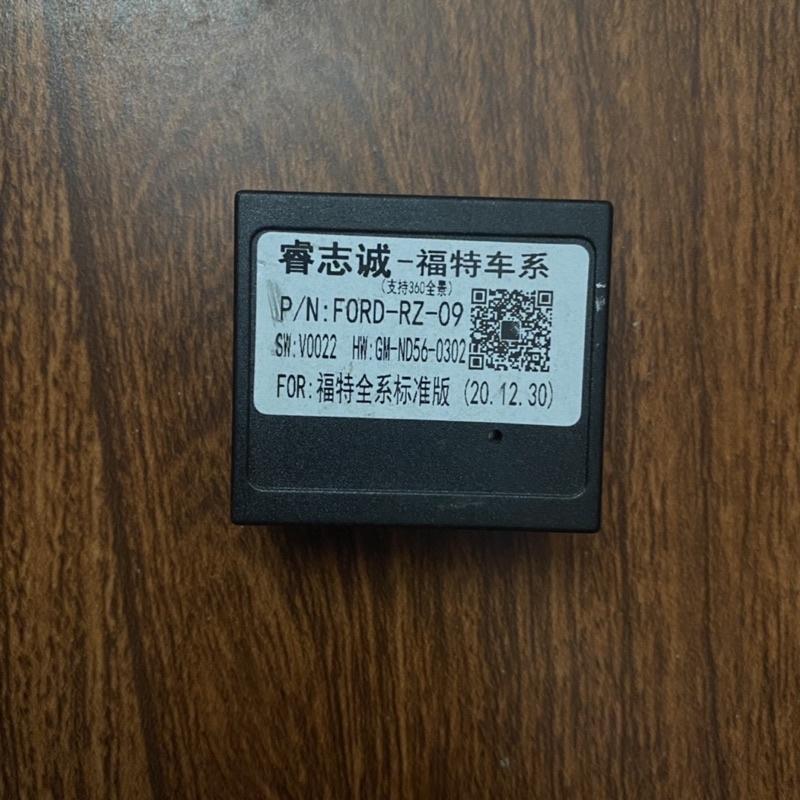 睿志诚-福特车系
(支持360全景)
P/N:FORD-RZ-09
SW:V0022 HW:GM-ND56-0302
FOR:福特全系标准版 (20.12.30)